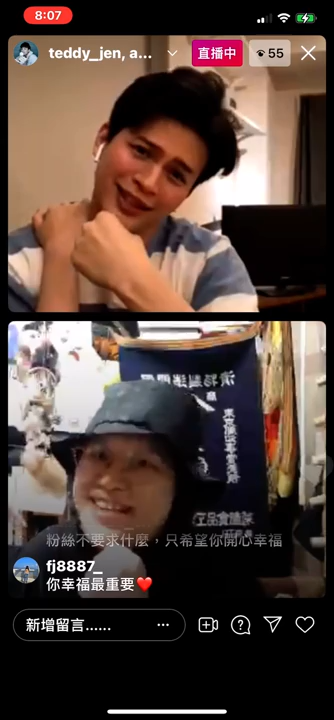 8:07
teddy_jen, a...
直播中
55
粉絲不要求什麼，只希望你開心幸福
fj8887_
你幸福最重要❤️
新增留言......